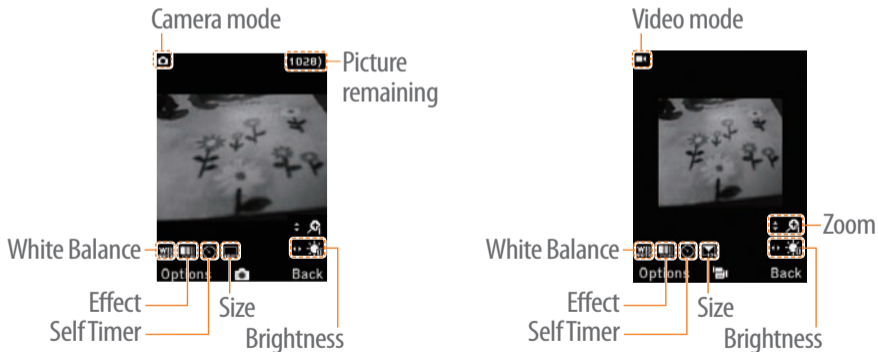 Camera mode
1028)
Picture
remaining
White Balance
Options
Back
Effect
Size
Self Timer
Brightness
Video mode
Zoom
White Balance
Options
Back
Effect
Size
Self Timer
Brightness